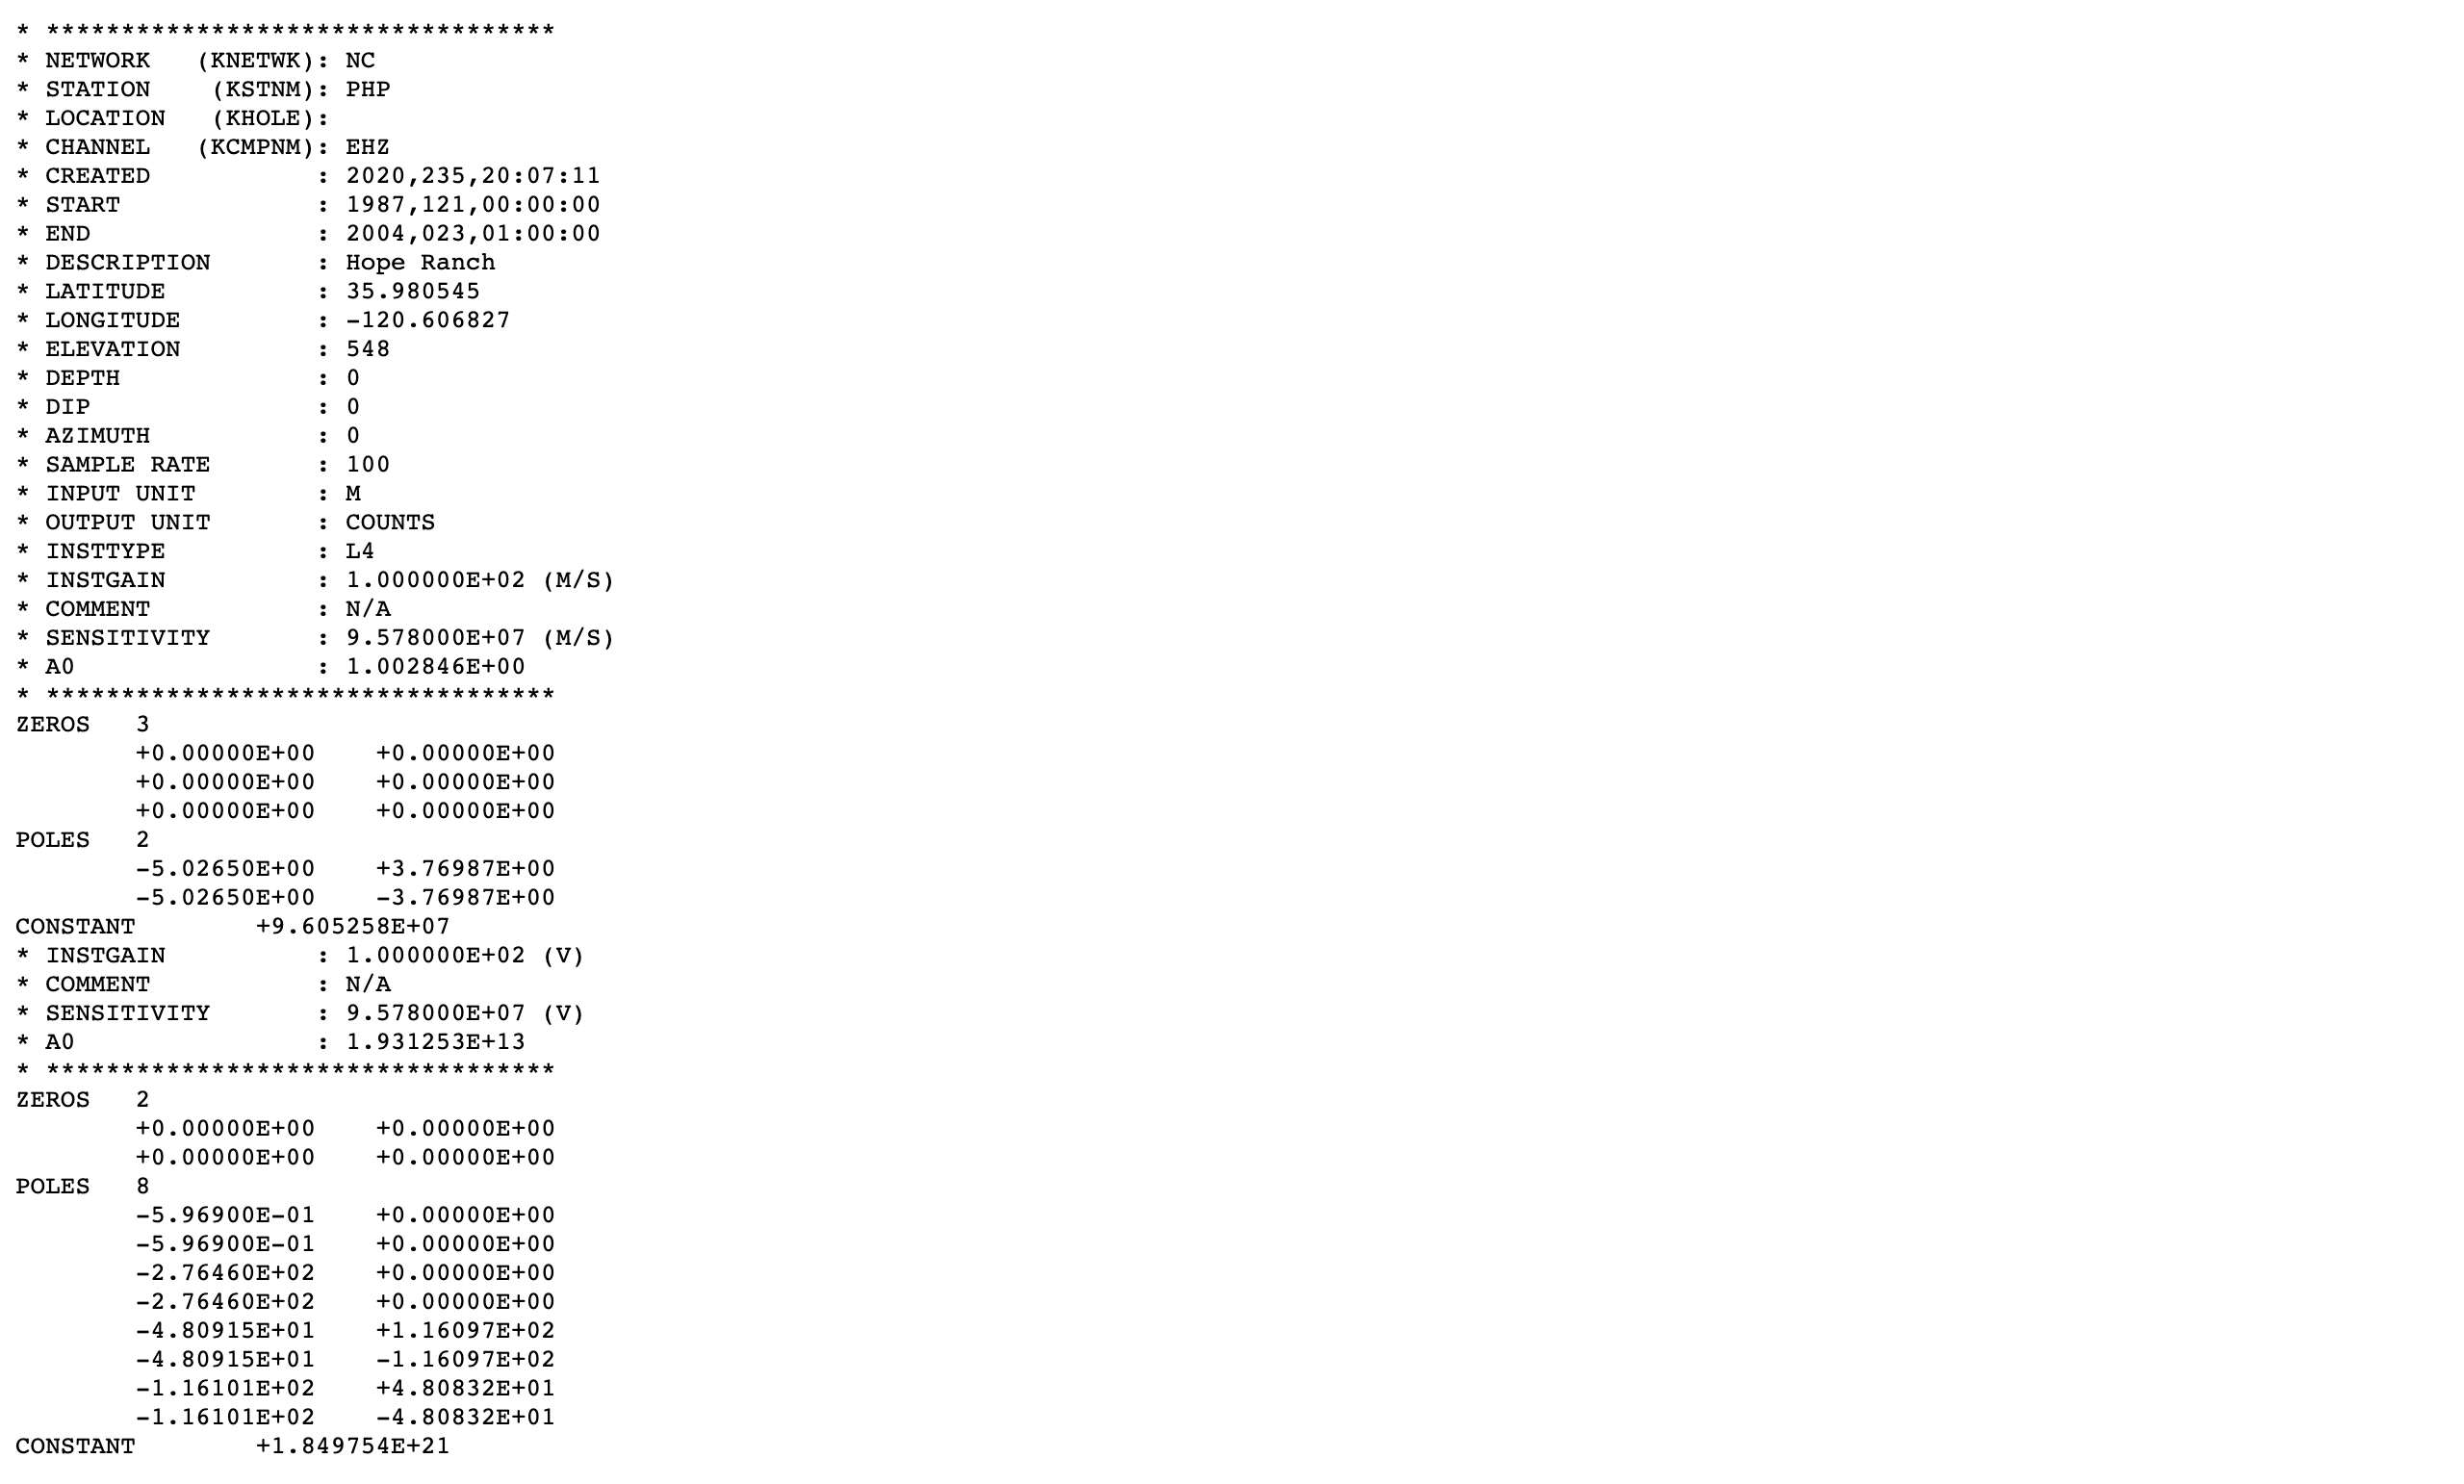 * **********************************
* NETWORK   (KNETWK): NC
* STATION    (KSTNM): PHP
* LOCATION   (KHOLE):
* CHANNEL   (KCMPNM): EHZ
* CREATED           : 2020,235,20:07:11
* START             : 1987,121,00:00:00
* END               : 2004,023,01:00:00
* DESCRIPTION       : Hope Ranch
* LATITUDE          : 35.980545
* LONGITUDE         : -120.606827
* ELEVATION         : 548
* DEPTH             : 0
* DIP               : 0
* AZIMUTH           : 0
* SAMPLE RATE       : 100
* INPUT UNIT        : M
* OUTPUT UNIT       : COUNTS
* INSTTYPE          : L4
* INSTGAIN          : 1.000000E+02 (M/S)
* COMMENT           : N/A
* SENSITIVITY       : 9.578000E+07 (M/S)
* A0                : 1.002846E+00
* **********************************
ZEROS   3
        +0.00000E+00    +0.00000E+00
        +0.00000E+00    +0.00000E+00
        +0.00000E+00    +0.00000E+00
POLES   2
        -5.02650E+00    +3.76987E+00
        -5.02650E+00    -3.76987E+00
CONSTANT        +9.605258E+07
* INSTGAIN          : 1.000000E+02 (V)
* COMMENT           : N/A
* SENSITIVITY       : 9.578000E+07 (V)
* A0                : 1.931253E+13
* **********************************
ZEROS   2
        +0.00000E+00    +0.00000E+00
        +0.00000E+00    +0.00000E+00
POLES   8
        -5.96900E-01    +0.00000E+00
        -5.96900E-01    +0.00000E+00
        -2.76460E+02    +0.00000E+00
        -2.76460E+02    +0.00000E+00
        -4.80915E+01    +1.16097E+02
        -4.80915E+01    -1.16097E+02
        -1.16101E+02    +4.80832E+01
        -1.16101E+02    -4.80832E+01
CONSTANT        +1.849754E+21